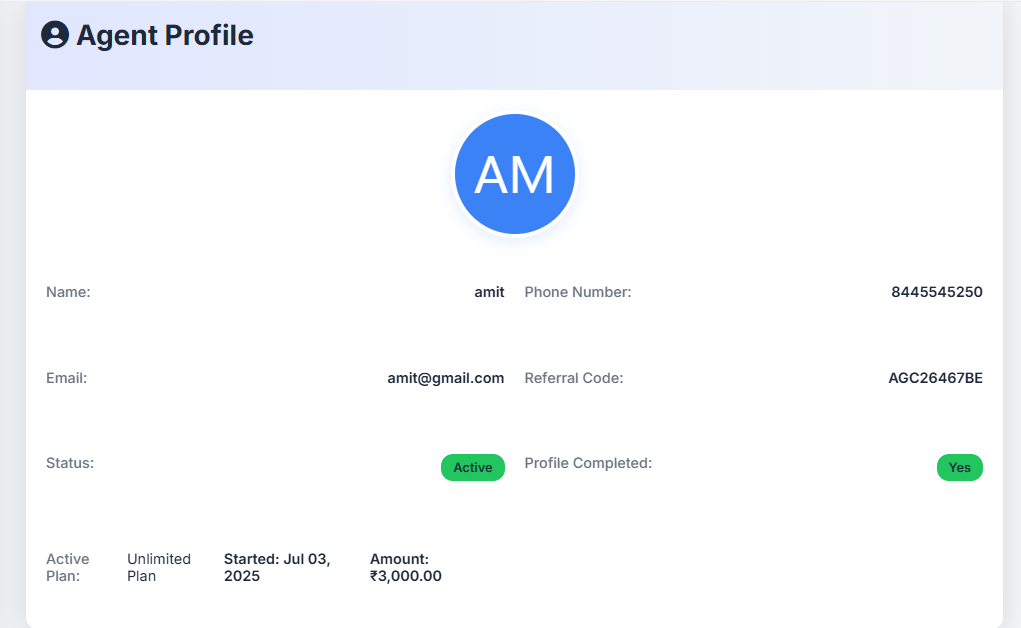 Agent Profile
AM
Name: amit Phone Number: 8445545250
Email: amit@gmail.com Referral Code: AGC26467BE
Status: Active Profile Completed: Yes
Active Unlimited Started: Jul 03, Amount:
Plan: Plan 2025 ₹3,000.00